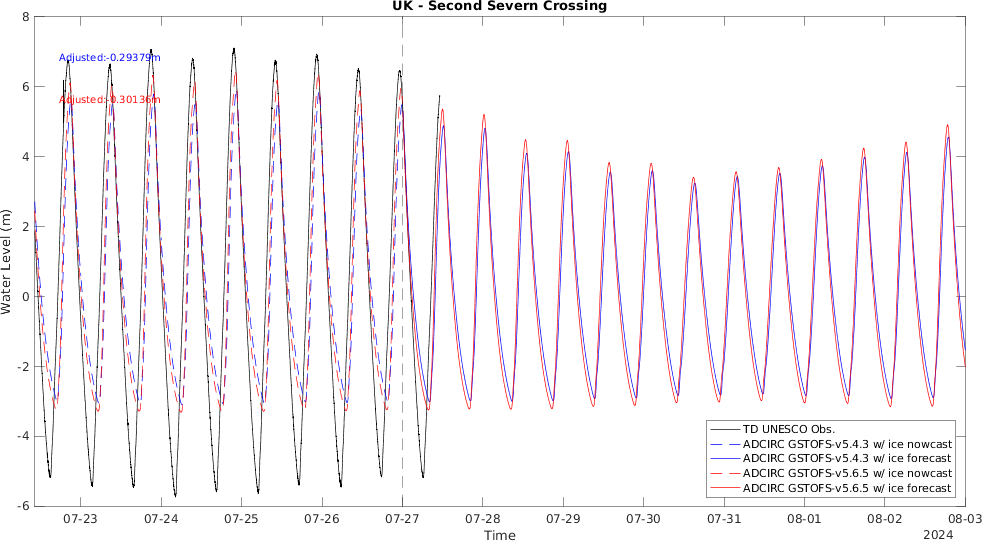 UK - Second Severn Crossing
Adjusted:-0.29379m
Adjusted:-0.30136m
Water Level (m)
8
6
4
2
0
-2
-4
-6
TD UNESCO Obs.
ADCIRC GSTOFS-v5.4.3 w/ ice nowcast
ADCIRC GSTOFS-v5.4.3 w/ ice forecast
ADCIRC GSTOFS-v5.6.5 w/ ice nowcast
ADCIRC GSTOFS-v5.6.5 w/ ice forecast
07-23 07-24 07-25 07-26 07-27 07-28 07-29 07-30 07-31 08-01 08-02 08-03
Time
2024